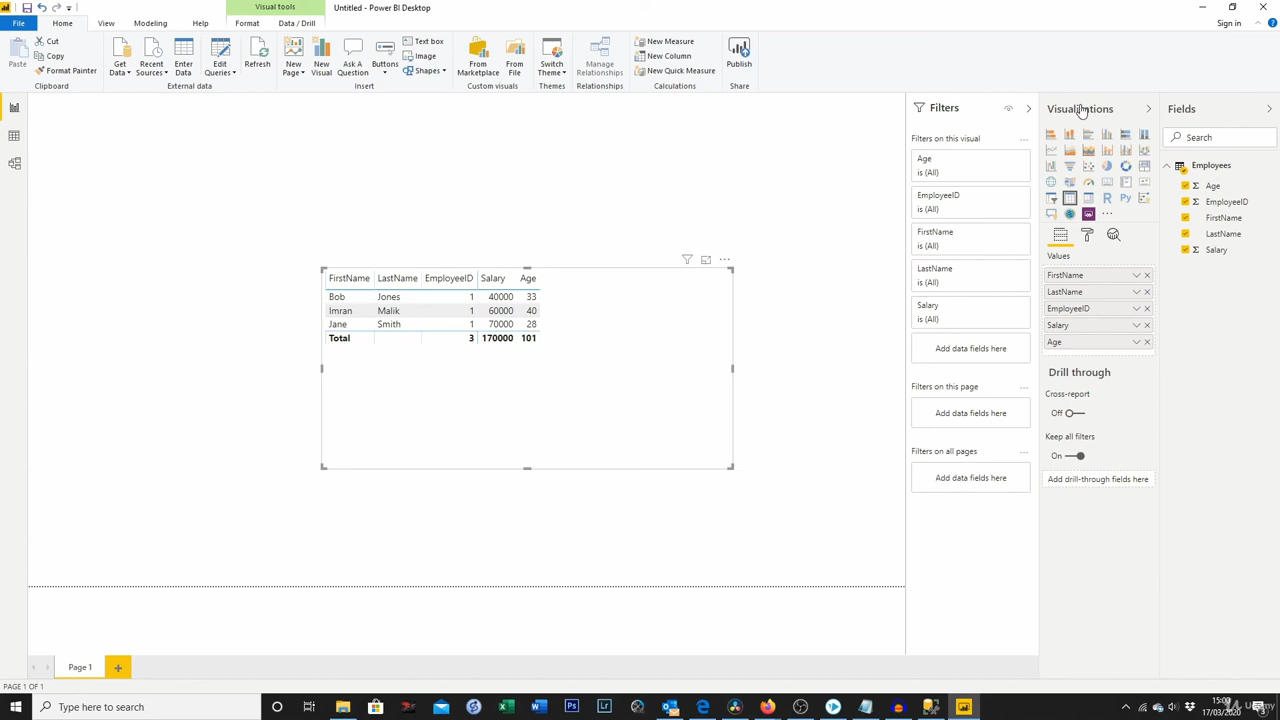 Visual tools
Untitled - Power BI Desktop
File
Home
View
Modeling
Help
Format
Data / Drill
Sign in
Paste
Cut
Copy
Format Painter
Clipboard
Get
Data
Recent
Sources
Enter
Data
Edit
Queries
Refresh
External data
New
Page
New
Visual
Ask A
Question
Buttons
Text box
Image
Shapes
Insert
From
Marketplace
From
File
Custom visuals
Switch
Theme
Themes
Manage
Relationships
Relationships
New Measure
New Column
New Quick Measure
Calculations
Publish
Share
FirstName LastName EmployeeID Salary Age
Bob Jones 1 40000 33
Imran Malik 1 60000 40
Jane Smith 1 70000 28
Total 3 170000 101
Filters
Filters on this visual
Age
is (All)
EmployeeID
is (All)
FirstName
is (All)
LastName
is (All)
Salary
is (All)
Add data fields here
Filters on this page
Add data fields here
Filters on all pages
Add data fields here
Visualizations
R
Py
Values
FirstName
LastName
EmployeeID
Salary
Age
Drill through
Cross-report
Off
Keep all filters
On
Add drill-through fields here
Fields
Search
Employees
Age
EmployeeID
FirstName
LastName
Salary
Page 1
PAGE 1 OF 1
Type here to search
17/03/2020